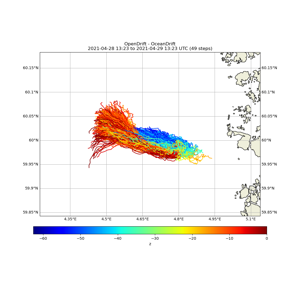 OpenDrift - OceanDrift
2021-04-28 13:23 to 2021-04-29 13:23 UTC (49 steps)
60.15°N 60.15°N
60.1°N 60.1°N
60.05°N 60.05°N
60°N 60°N
59.95°N 59.95°N
59.9°N 59.9°N
59.85°N 59.85°N
4.35°E 4.5°E 4.65°E 4.8°E 4.95°E 5.1°E
−60 −50 −40 −30 −20 −10 0
z